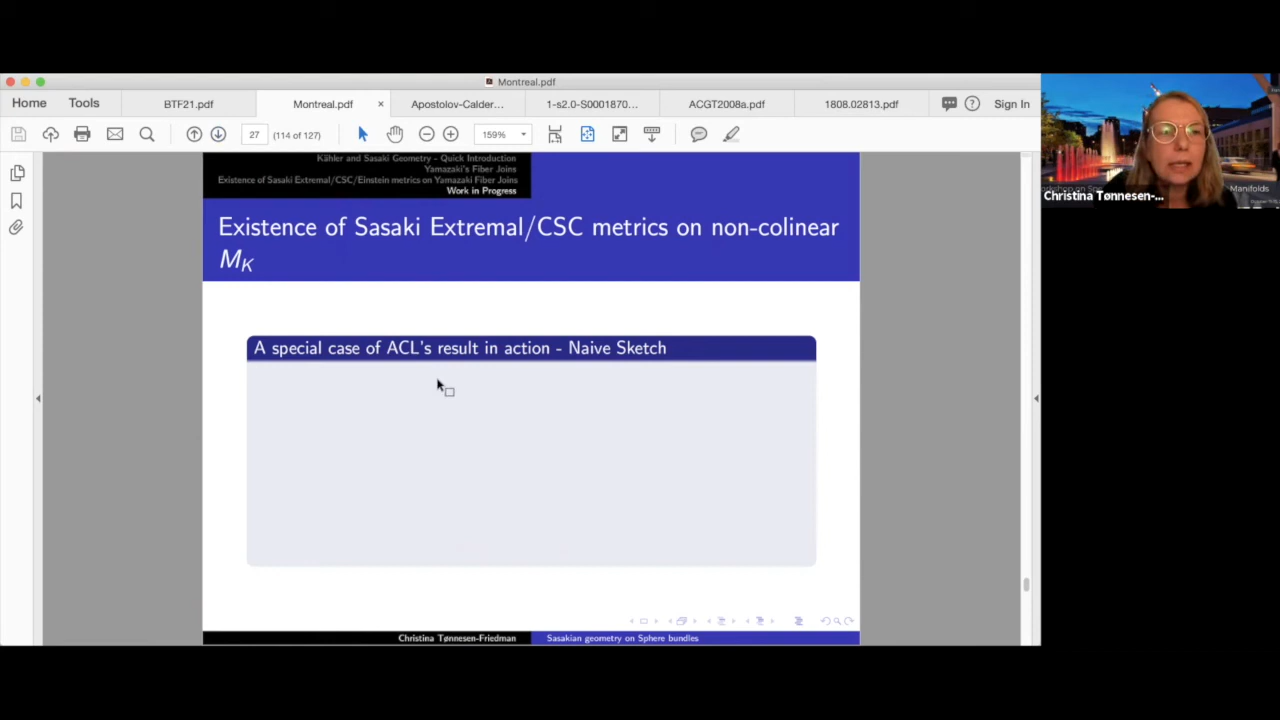 Montreal.pdf
Home Tools BTF21.pdf Montreal.pdf × Apostolov-Calder... 1-s2.0-S0001870... ACGT2008a.pdf 1808.02813.pdf Sign In
27 (114 of 127) 159%
Kähler and Sasaki Geometry - Quick Introduction
Yamazaki's Fiber Joins
Existence of Sasaki Extremal/CSC/Einstein metrics on Yamazaki Fiber Joins
Work in Progress
Existence of Sasaki Extremal/CSC metrics on non-colinear
M_K
A special case of ACL's result in action - Naive Sketch
Christina Tønnesen-Friedman Sasakian geometry on Sphere bundles
Manifolds
Christina Tønnesen-...